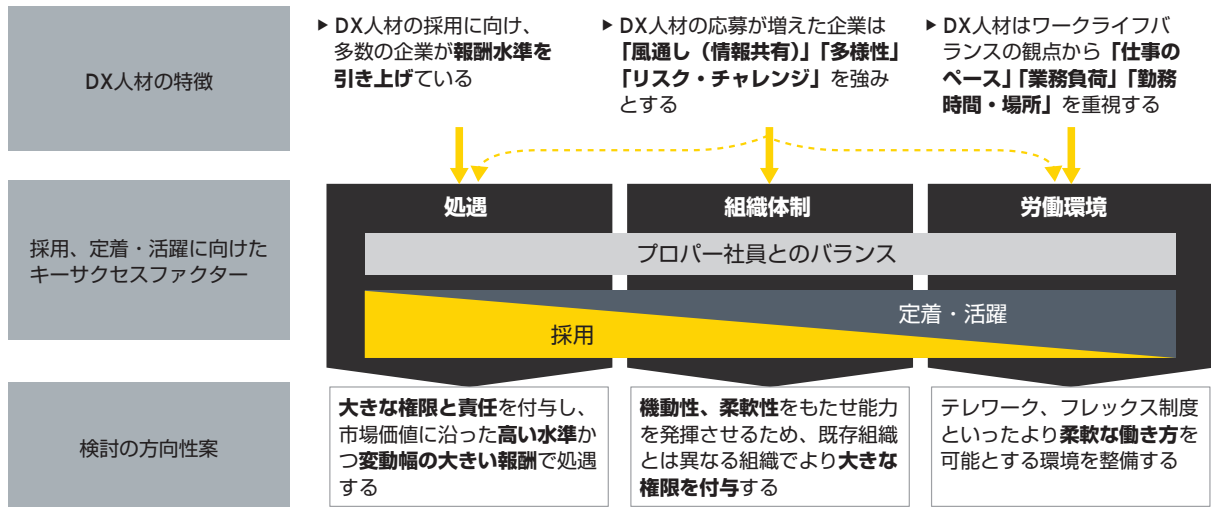 DX人材の特徴
▶ DX人材の採用に向け、
多数の企業が報酬水準を
引き上げている
▶ DX人材の応募が増えた企業は
「風通し（情報共有）」「多様性」
「リスク・チャレンジ」を強み
とする
▶ DX人材はワークライフバ
ランスの観点から「仕事の
ペース」「業務負荷」「勤務
時間・場所」を重視する
採用、定着・活躍に向けた
キーサクセスファクター
処遇
組織体制
労働環境
プロパー社員とのバランス
定着・活躍
採用
検討の方向性案
大きな権限と責任を付与し、
市場価値に沿った高い水準か
つ変動幅の大きい報酬で処遇
する
機動性、柔軟性をもたせ能力
を発揮させるため、既存組織
とは異なる組織でより大きな
権限を付与する
テレワーク、フレックス制度
といったより柔軟な働き方を
可能とする環境を整備する